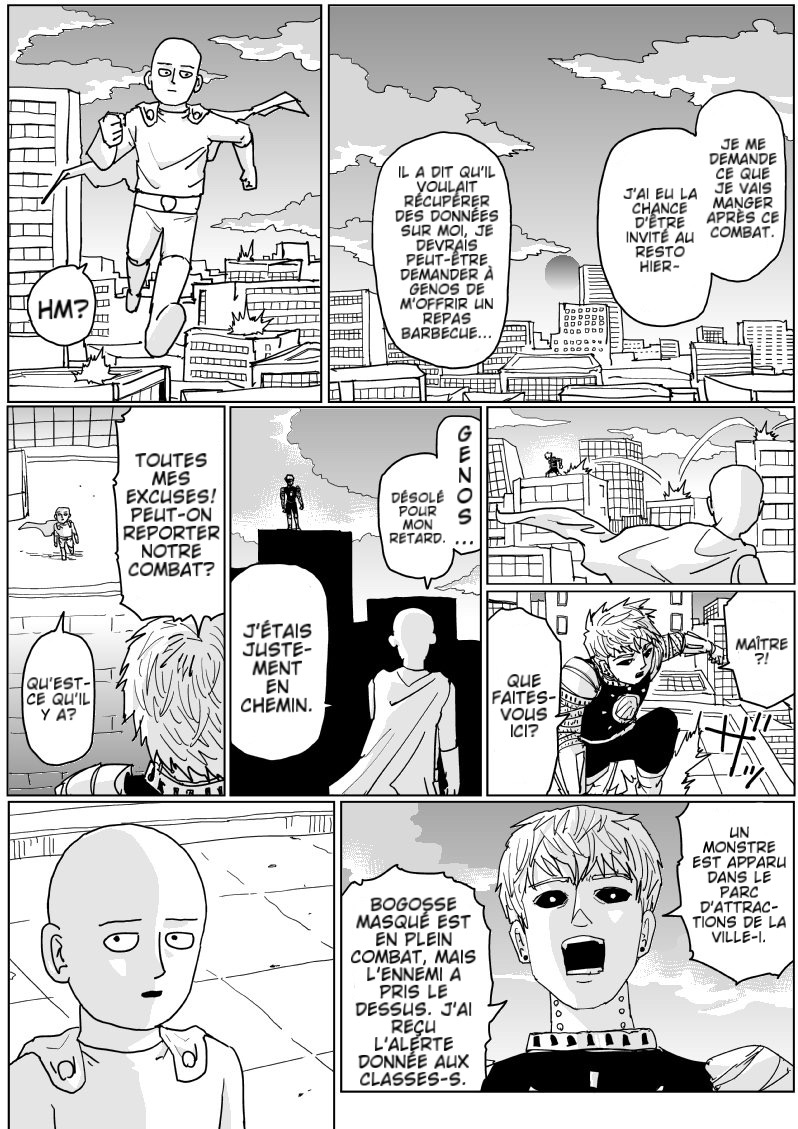 JE ME
DEMANDE
CE QUE
JE VAIS
MANGER
APRÈS CE
COMBAT.
J'AI EU LA
CHANCE
D'ÊTRE
INVITÉ AU
RESTO
HIER-
IL A DIT QU'IL
VOULAIT
RÉCUPÉRER
DES DONNÉES
SUR MOI, JE
DEVRAIS
PEUT-ÊTRE
DEMANDER À
GENOS DE
M'OFFRIR UN
REPAS
BARBECUE...
HM?
MAÎTRE
?!
QUE
FAITES-
VOUS
ICI?
ザザッ
GENOS...
DÉSOLÉ
POUR
MON
RETARD.
J'ÉTAIS
JUSTE-
MENT
EN
CHEMIN.
TOUTES
MES
EXCUSES!
PEUT-ON
REPORTER
NOTRE
COMBAT?
QU'EST-
CE QU'IL
Y A?
UN
MONSTRE
EST APPARU
DANS LE
PARC
D'ATTRAC-
TIONS DE LA
VILLE-I.
BOGOSSE
MASQUÉ EST
EN PLEIN
COMBAT, MAIS
L'ENNEMI A
PRIS LE
DESSUS. J'AI
REÇU
L'ALERTE
DONNÉE AUX
CLASSES-S.